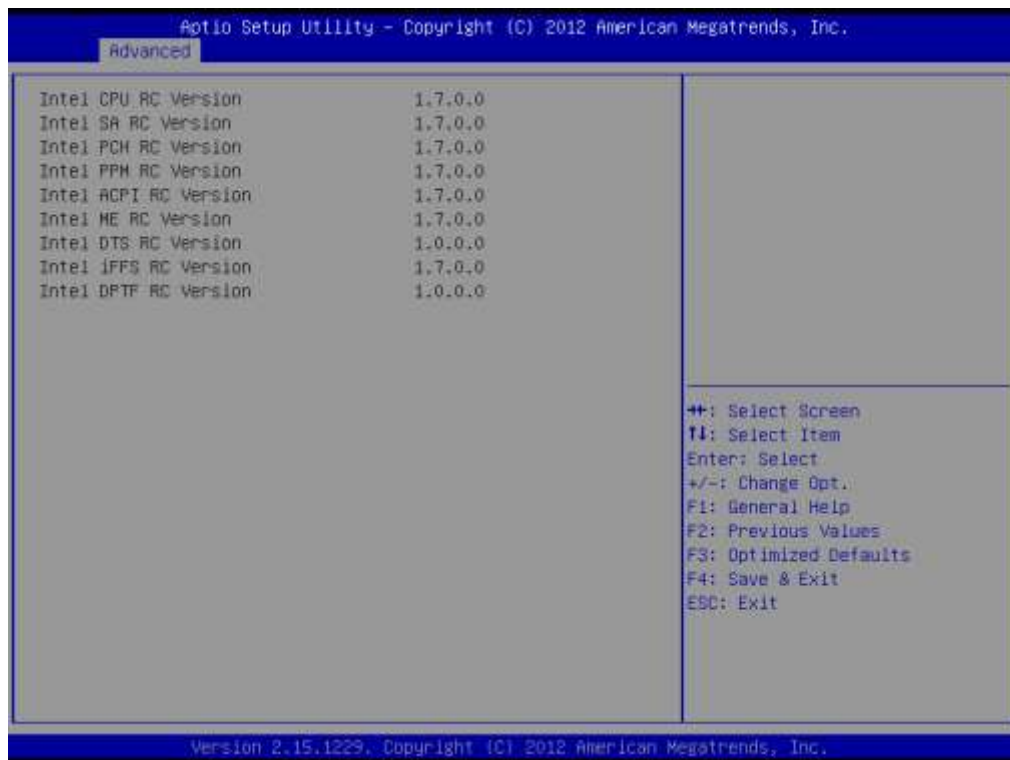 Aptio Setup Utility – Copyright (C) 2012 American Megatrends, Inc.
Advanced
Intel CPU RC Version 1.7.0.0
Intel SA RC Version 1.7.0.0
Intel PCH RC Version 1.7.0.0
Intel PPM RC Version 1.7.0.0
Intel ACPI RC Version 1.7.0.0
Intel ME RC Version 1.7.0.0
Intel DTS RC Version 1.0.0.0
Intel iFFS RC Version 1.7.0.0
Intel DPTF RC Version 1.0.0.0
→←: Select Screen
↑↓: Select Item
Enter: Select
+/-: Change Opt.
F1: General Help
F2: Previous Values
F3: Optimized Defaults
F4: Save & Exit
ESC: Exit
Version 2.15.1229. Copyright (C) 2012 American Megatrends, Inc.